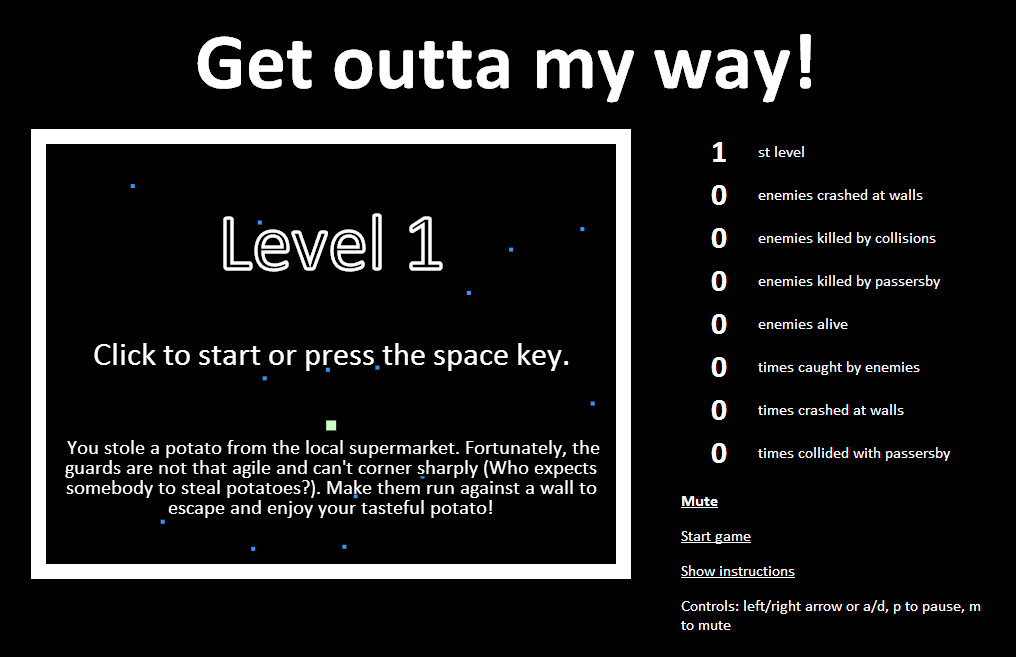 Get outta my way!
Level 1
Click to start or press the space key.
You stole a potato from the local supermarket. Fortunately, the
guards are not that agile and can't corner sharply (Who expects
somebody to steal potatoes?). Make them run against a wall to
escape and enjoy your tasteful potato!
1 st level
0 enemies crashed at walls
0 enemies killed by collisions
0 enemies killed by passersby
0 enemies alive
0 times caught by enemies
0 times crashed at walls
0 times collided with passersby
Mute
Start game
Show instructions
Controls: left/right arrow or a/d, p to pause, m
to mute